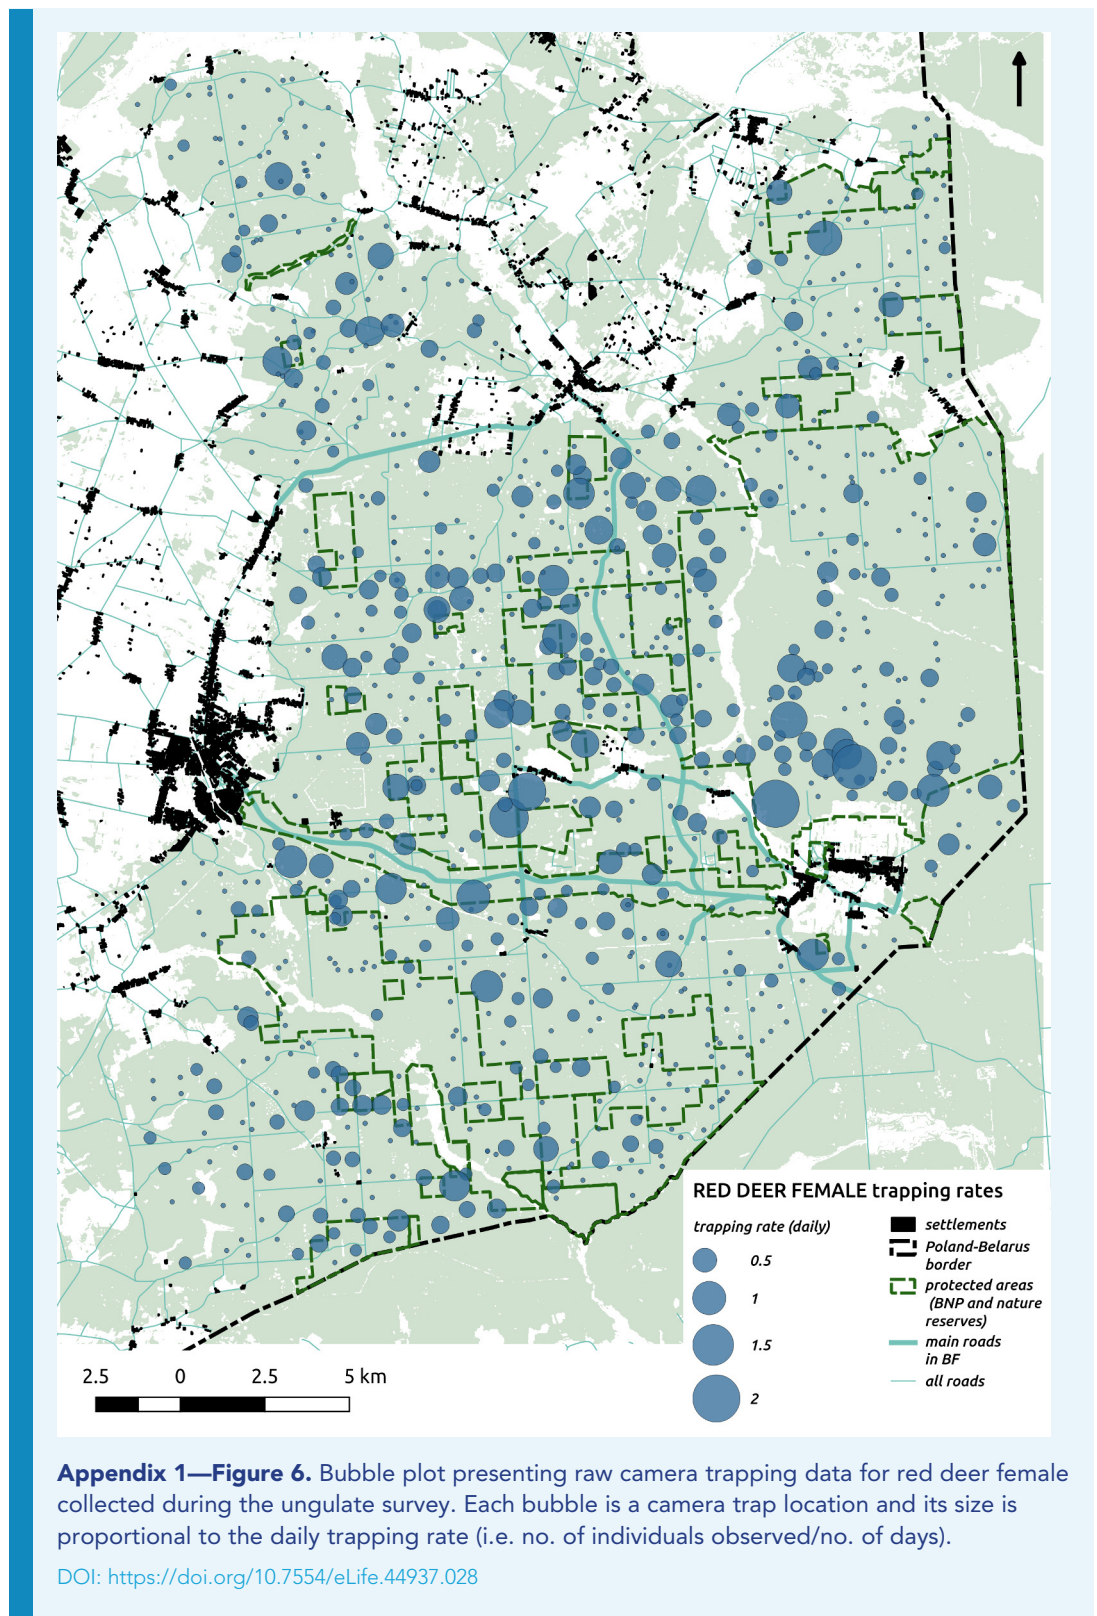 RED DEER FEMALE trapping rates
trapping rate (daily)
0.5
1
1.5
2
settlements
Poland-Belarus
border
protected areas
(BNP and nature
reserves)
main roads
in BF
all roads
2.5 0 2.5 5 km
Appendix 1—Figure 6. Bubble plot presenting raw camera trapping data for red deer female
collected during the ungulate survey. Each bubble is a camera trap location and its size is
proportional to the daily trapping rate (i.e. no. of individuals observed/no. of days).
DOI: https://doi.org/10.7554/eLife.44937.028